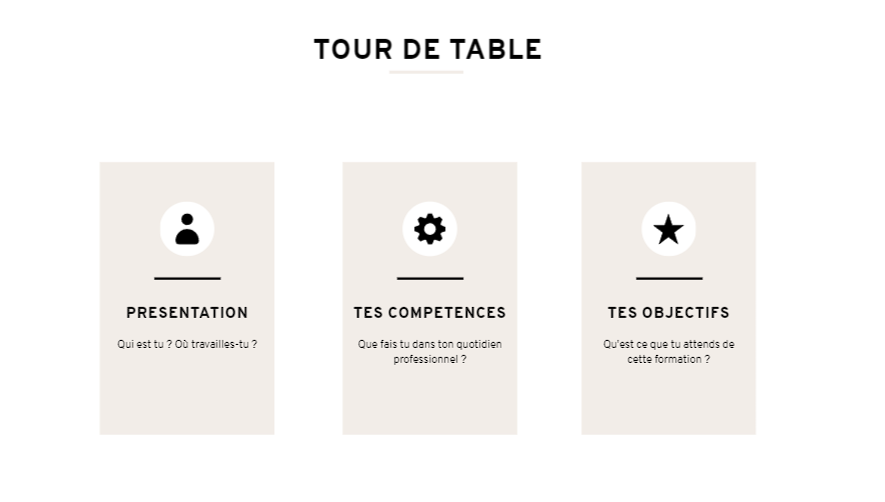 TOUR DE TABLE
PRESENTATION
Qui est tu ? Où travailles-tu ?
TES COMPETENCES
Que fais tu dans ton quotidien
professionnel ?
TES OBJECTIFS
Qu'est ce que tu attends de
cette formation ?